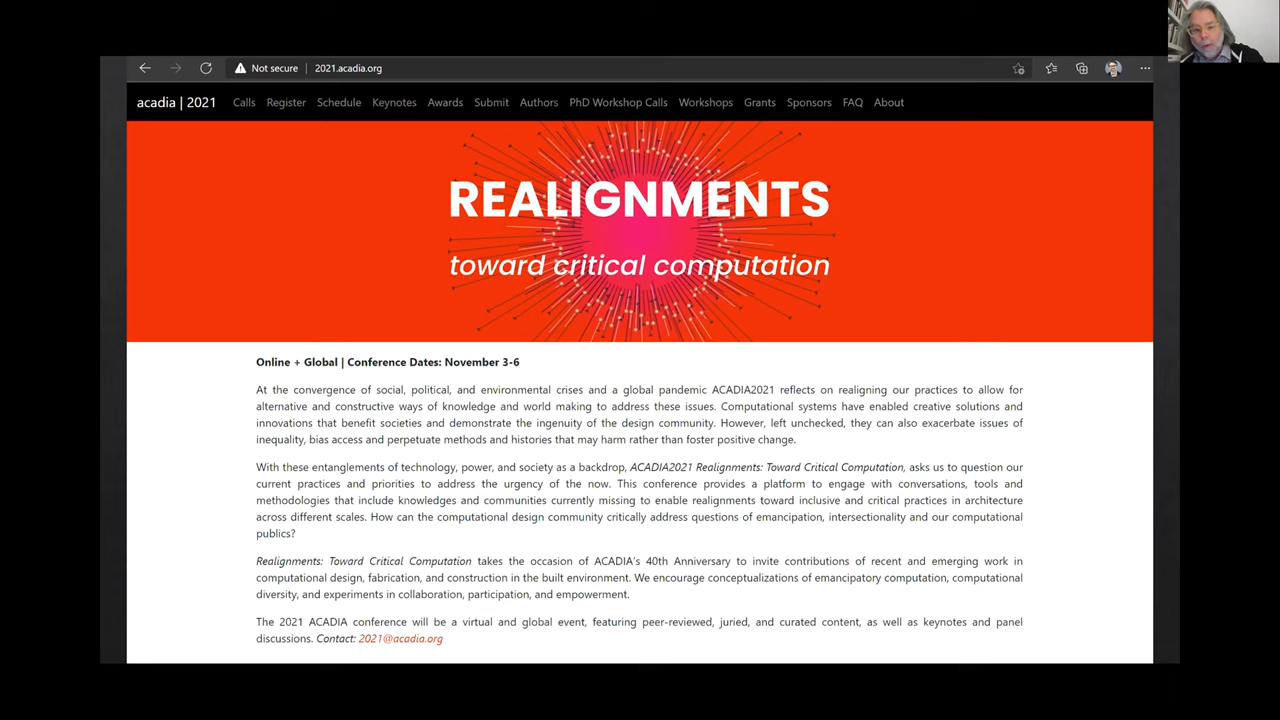 Not secure 2021.acadia.org
acadia | 2021 Calls Register Schedule Keynotes Awards Submit Authors PhD Workshop Calls Workshops Grants Sponsors FAQ About
REALIGNMENTS
toward critical computation
Online + Global | Conference Dates: November 3-6
At the convergence of social, political, and environmental crises and a global pandemic ACADIA2021 reflects on realigning our practices to allow for
alternative and constructive ways of knowledge and world making to address these issues. Computational systems have enabled creative solutions and
innovations that benefit societies and demonstrate the ingenuity of the design community. However, left unchecked, they can also exacerbate issues of
inequality, bias access and perpetuate methods and histories that may harm rather than foster positive change.
With these entanglements of technology, power, and society as a backdrop, ACADIA2021 Realignments: Toward Critical Computation, asks us to question our
current practices and priorities to address the urgency of the now. This conference provides a platform to engage with conversations, tools and
methodologies that include knowledges and communities currently missing to enable realignments toward inclusive and critical practices in architecture
across different scales. How can the computational design community critically address questions of emancipation, intersectionality and our computational
publics?
Realignments: Toward Critical Computation takes the occasion of ACADIA's 40th Anniversary to invite contributions of recent and emerging work in
computational design, fabrication, and construction in the built environment. We encourage conceptualizations of emancipatory computation, computational
diversity, and experiments in collaboration, participation, and empowerment.
The 2021 ACADIA conference will be a virtual and global event, featuring peer-reviewed, juried, and curated content, as well as keynotes and panel
discussions. Contact: 2021@acadia.org